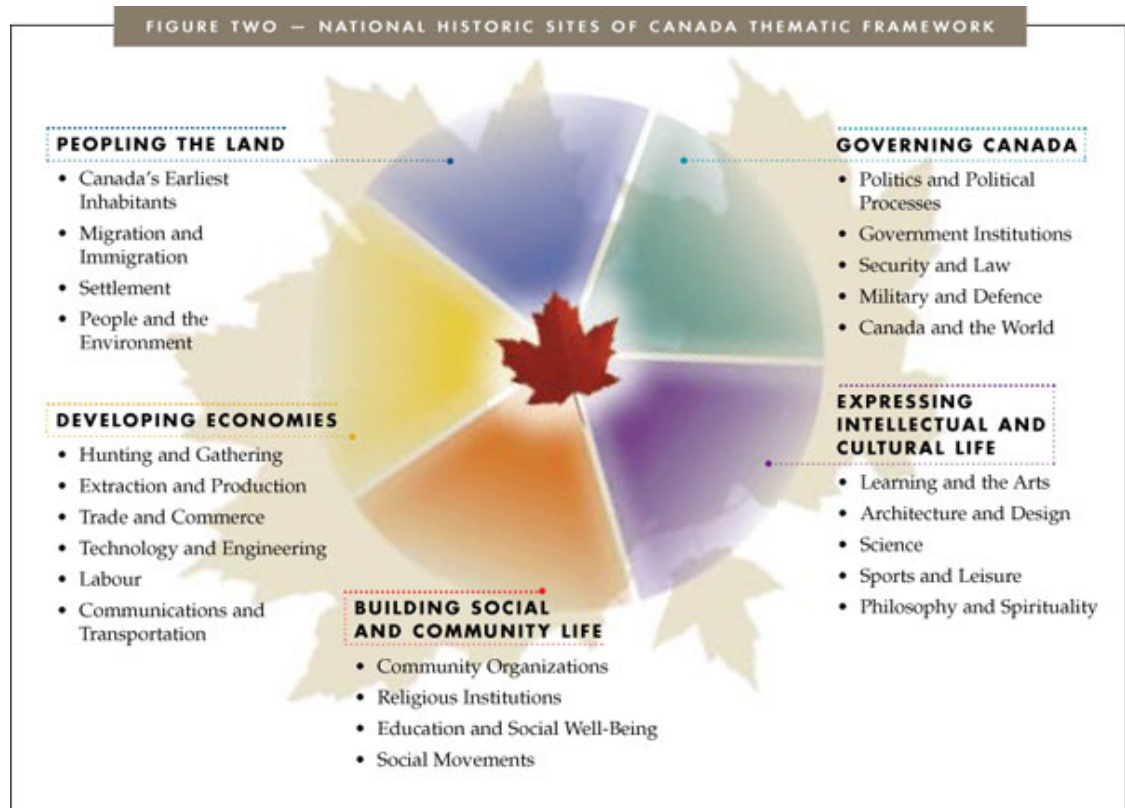 FIGURE TWO — NATIONAL HISTORIC SITES OF CANADA THEMATIC FRAMEWORK
PEOPLING THE LAND
• Canada's Earliest
Inhabitants
• Migration and
Immigration
• Settlement
• People and the
Environment
DEVELOPING ECONOMIES
• Hunting and Gathering
• Extraction and Production
• Trade and Commerce
• Technology and Engineering
• Labour
• Communications and
Transportation
BUILDING SOCIAL
AND COMMUNITY LIFE
• Community Organizations
• Religious Institutions
• Education and Social Well-Being
• Social Movements
GOVERNING CANADA
• Politics and Political
Processes
• Government Institutions
• Security and Law
• Military and Defence
• Canada and the World
EXPRESSING
INTELLECTUAL AND
CULTURAL LIFE
• Learning and the Arts
• Architecture and Design
• Science
• Sports and Leisure
• Philosophy and Spirituality